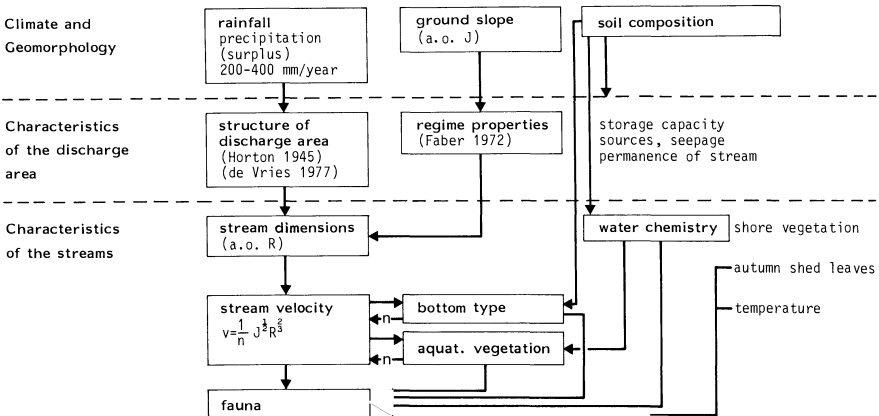 Climate and
Geomorphology
rainfall
precipitation
(surplus)
200-400 mm/year
ground slope
(a.o. J)
soil composition
Characteristics
of the discharge
area
structure of
discharge area
(Horton 1945)
(de Vries 1977)
regime properties
(Faber 1972)
storage capacity
sources, seepage
permanence of stream
Characteristics
of the streams
stream dimensions
(a.o. R)
water chemistry
shore vegetation
autumn shed leaves
temperature
stream velocity
v=1/n J^1/2 R^2/3
bottom type
n
aquat. vegetation
n
fauna